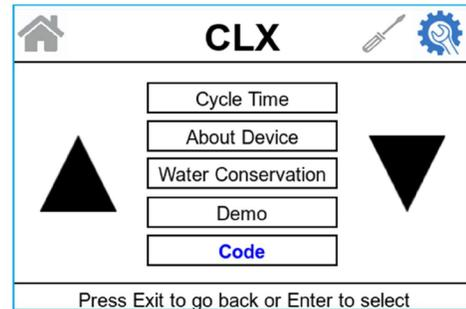 CLX
Cycle Time
About Device
Water Conservation
Demo
Code
Press Exit to go back or Enter to select